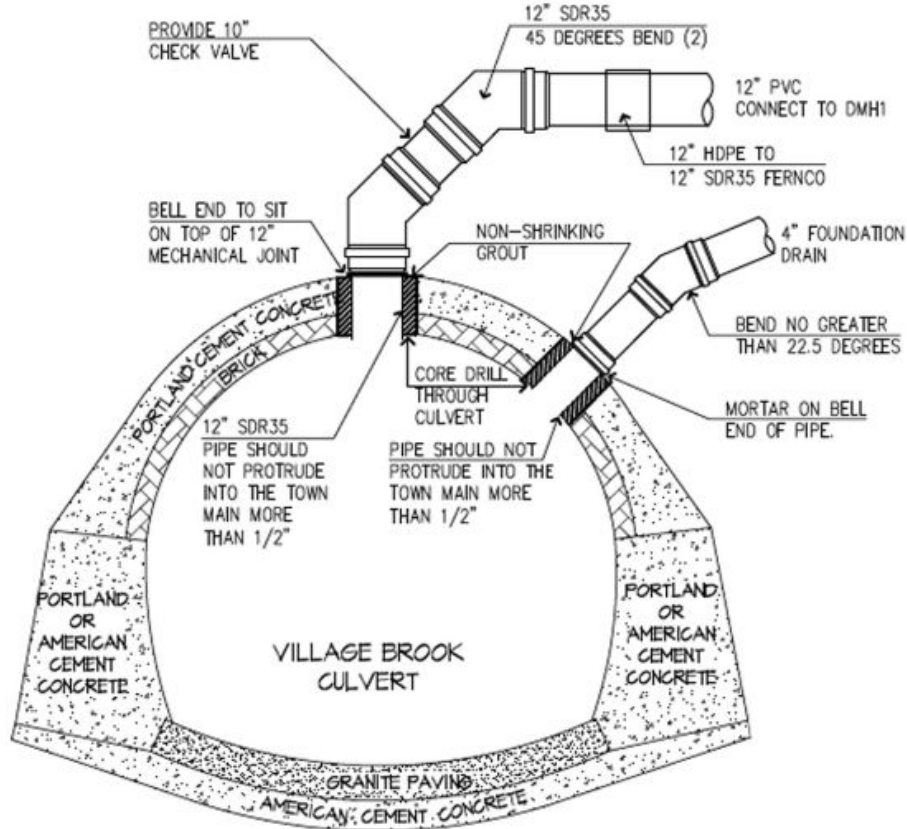 12" SDR35
45 DEGREES BEND (2)
PROVIDE 10"
CHECK VALVE
12" PVC
CONNECT TO DMH1
12" HDPE TO
12" SDR35 FERNCO
BELL END TO SIT
ON TOP OF 12"
MECHANICAL JOINT
NON-SHRINKING
GROUT
4" FOUNDATION
DRAIN
PORTLAND CEMENT CONCRETE
BRICK
BEND NO GREATER
THAN 22.5 DEGREES
CORE DRILL
THROUGH
CULVERT
MORTAR ON BELL
END OF PIPE.
12" SDR35
PIPE SHOULD
NOT PROTRUDE
INTO THE TOWN
MAIN MORE
THAN 1/2"
PIPE SHOULD NOT
PROTRUDE INTO THE
TOWN MAIN MORE
THAN 1/2"
PORTLAND
OR
AMERICAN
CEMENT
CONCRETE
VILLAGE BROOK
CULVERT
PORTLAND
OR
AMERICAN
CEMENT
CONCRETE
GRANITE PAVING
AMERICAN CEMENT CONCRETE